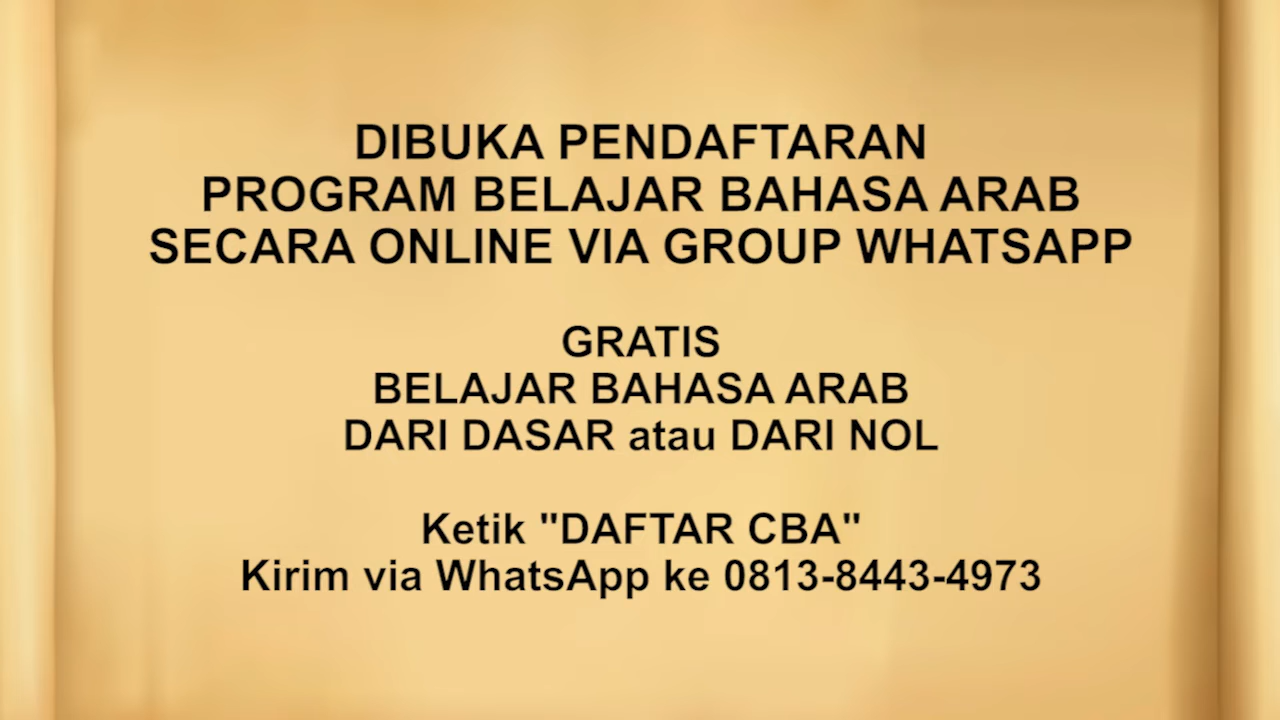 DIBUKA PENDAFTARAN
PROGRAM BELAJAR BAHASA ARAB
SECARA ONLINE VIA GROUP WHATSAPP
GRATIS
BELAJAR BAHASA ARAB
DARI DASAR atau DARI NOL
Ketik "DAFTAR CBA"
Kirim via WhatsApp ke 0813-8443-4973